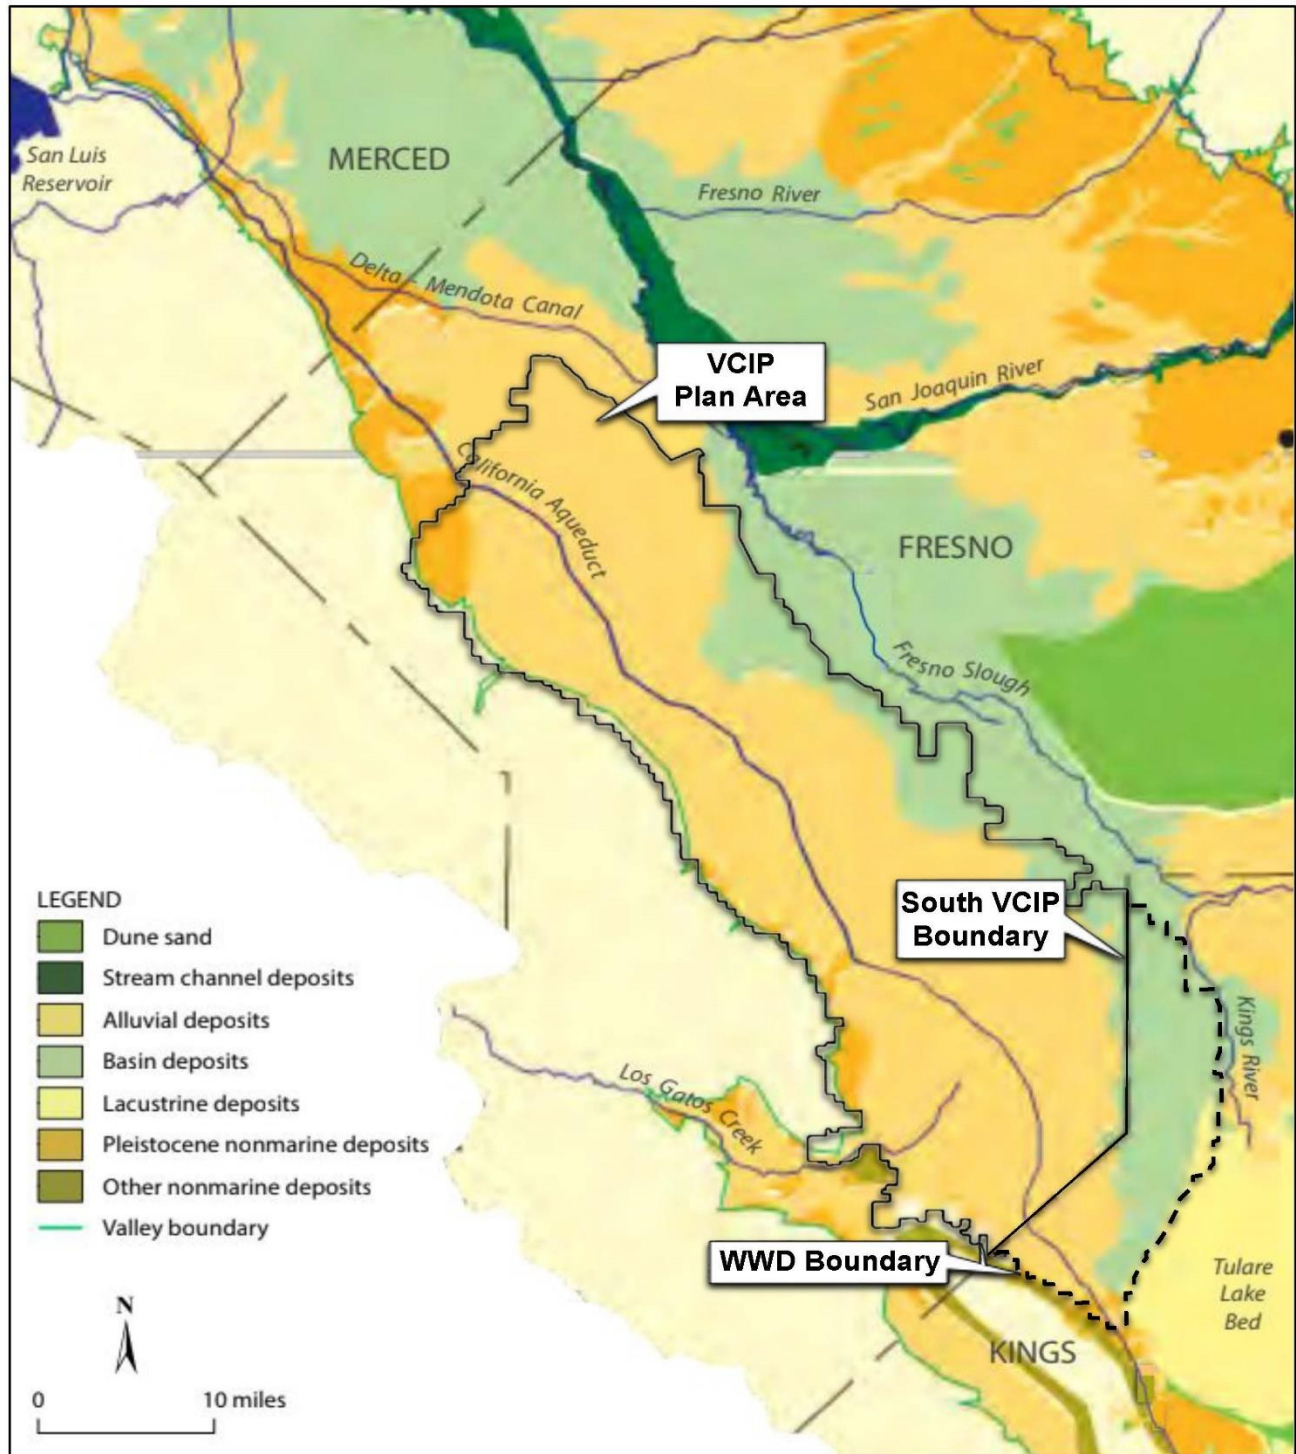 MERCED
San Luis
Reservoir
Fresno River
Delta - Mendota Canal
VCIP
Plan Area
San Joaquin River
California Aqueduct
FRESNO
Fresno Slough
South VCIP
Boundary
LEGEND
Dune sand
Stream channel deposits
Alluvial deposits
Basin deposits
Lacustrine deposits
Pleistocene nonmarine deposits
Other nonmarine deposits
Valley boundary
Kings River
Los Gatos Creek
WWD Boundary
Tulare
Lake
Bed
KINGS
N
0 10 miles